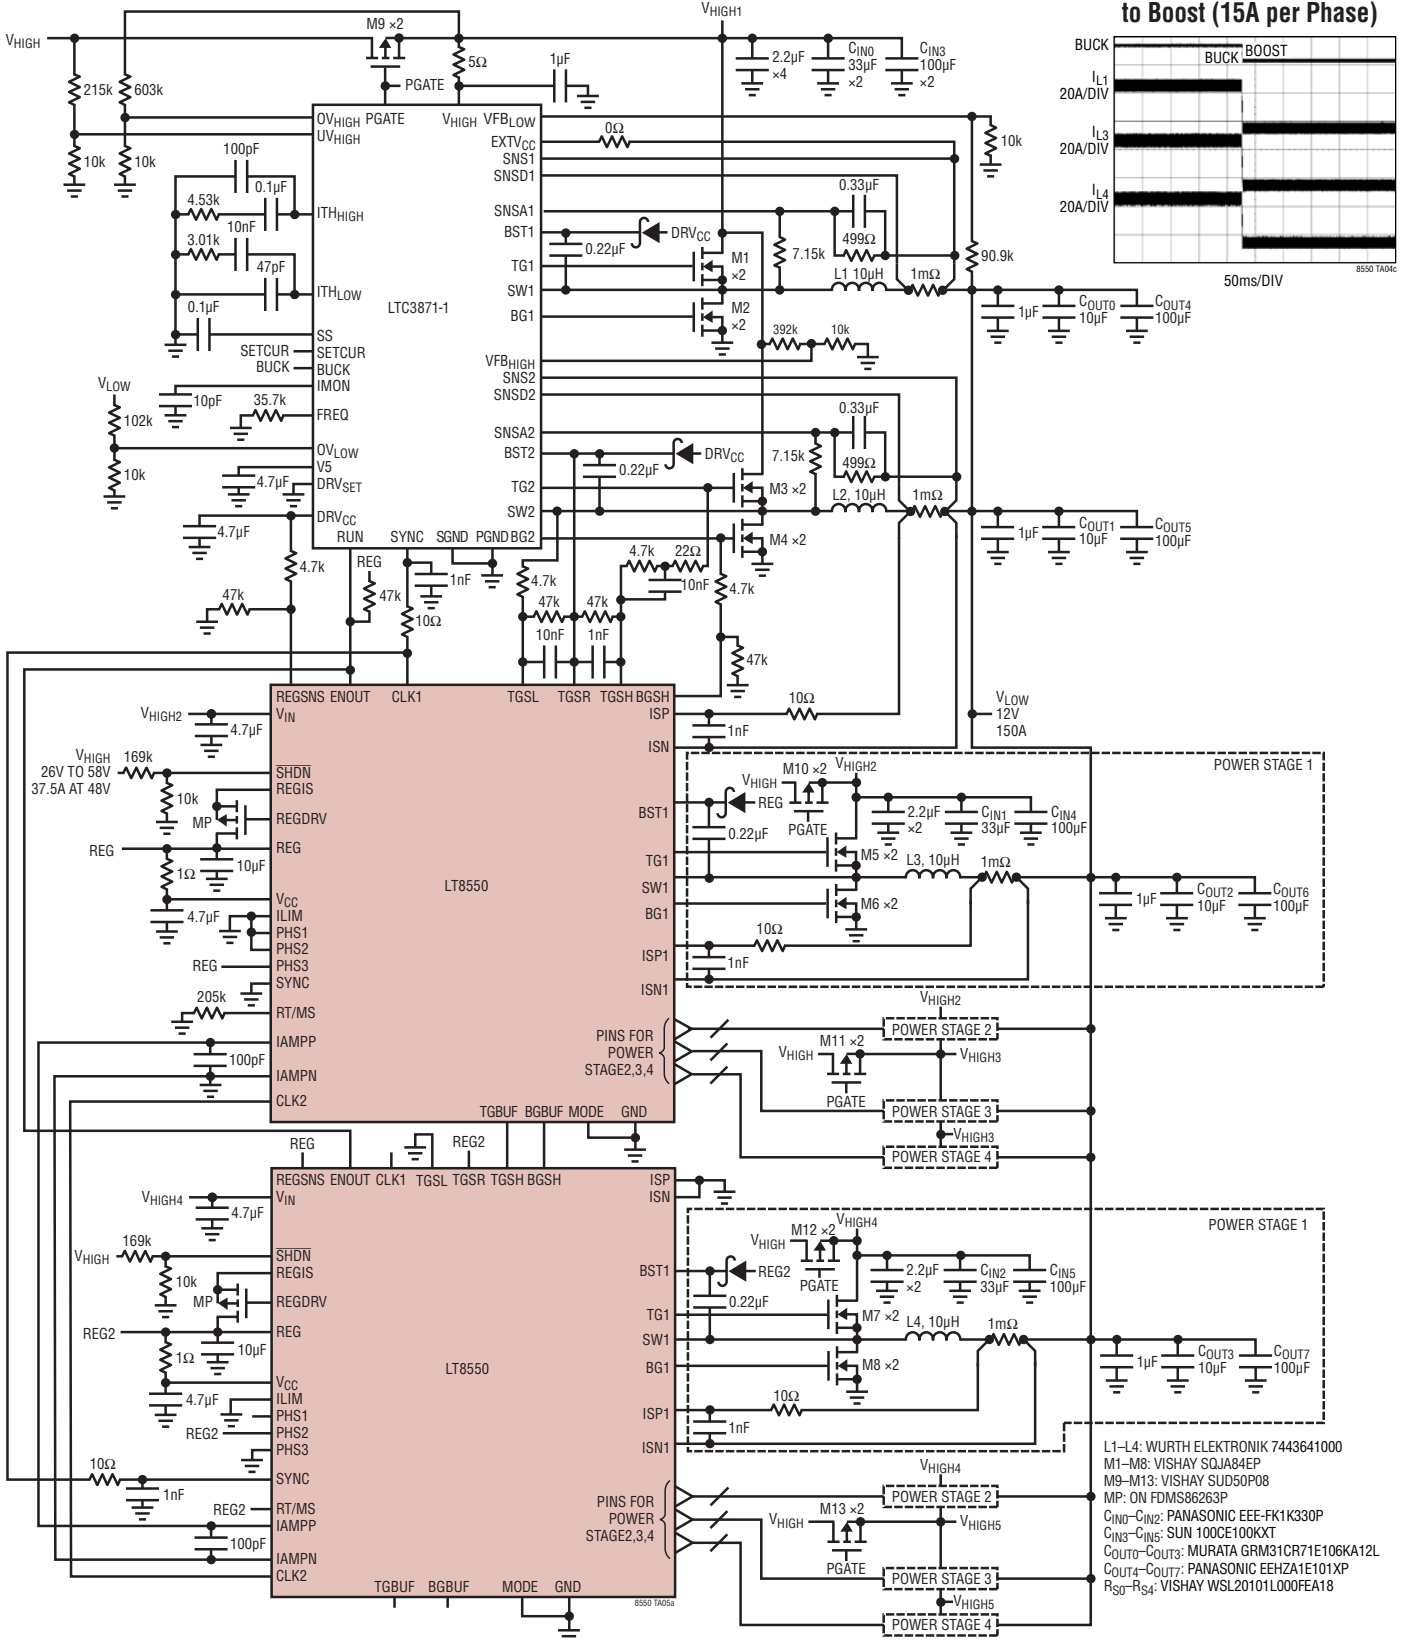 to Boost (15A per Phase)
BUCK
BUCK BOOST
IL1
20A/DIV
IL3
20A/DIV
IL4
20A/DIV
50ms/DIV
8550 TA04c
VHIGH
M9 ×2
VHIGH1
5Ω
1µF
PGATE
2.2µF
×4
CIN0
33µF
×2
CIN3
100µF
×2
215k
603k
10k
10k
OVHIGH PGATE VHIGH VFBLOW
UVHIGH
EXTVCC
0Ω
SNS1
SNSD1
10k
100pF
0.1µF
4.53k
ITHHIGH
10nF
3.01k
47pF
ITHLOW
0.1µF
SNSA1
0.33µF
499Ω
BST1
0.22µF
DRVCC
7.15k
TG1
M1
×2
SW1
L1 10µH
1mΩ
90.9k
LTC3871-1
BG1
M2
×2
1µF
COUT0
10µF
COUT4
100µF
SS
SETCUR
SETCUR
BUCK
BUCK
IMON
10pF
392k
10k
VFBHIGH
SNS2
SNSD2
VLOW
102k
35.7k
FREQ
OVLOW
10k
V5
4.7µF
DRVSET
DRVCC
4.7µF
SNSA2
0.33µF
499Ω
BST2
0.22µF
DRVCC
7.15k
TG2
M3 ×2
SW2
L2, 10µH
1mΩ
M4 ×2
1µF
COUT1
10µF
COUT5
100µF
RUN SYNC SGND PGND BG2
4.7k
47k
REG
47k
1nF
10Ω
4.7k
4.7k
22Ω
10nF
4.7k
47k
47k
10nF
1nF
47k
REGSNS ENOUT CLK1 TGSL TGSR TGSH BGSH
VHIGH2
VIN
4.7µF
ISP
10Ω
1nF
ISN
VLOW
12V
150A
VHIGH
26V TO 58V
37.5A AT 48V
169k
SHDN
10k
REGIS
MP
REGDRV
REG
REG
1Ω
10µF
VCC
4.7µF
ILIM
PHS1
PHS2
REG
PHS3
SYNC
205k
RT/MS
IAMPP
100pF
IAMPN
CLK2
LT8550
POWER STAGE 1
M10 ×2
VHIGH2
VHIGH
PGATE
BST1
REG
0.22µF
2.2µF
×2
CIN1
33µF
CIN4
100µF
TG1
M5 ×2
SW1
L3, 10µH
1mΩ
BG1
M6 ×2
1µF
COUT2
10µF
COUT6
100µF
ISP1
10Ω
1nF
ISN1
PINS FOR
POWER
STAGE2,3,4
VHIGH2
POWER STAGE 2
M11 ×2
VHIGH
VHIGH3
PGATE
POWER STAGE 3
VHIGH3
POWER STAGE 4
TGBUF BGBUF MODE GND
REG
REG2
REGSNS ENOUT CLK1 TGSL TGSR TGSH BGSH
VHIGH4
VIN
4.7µF
ISP
ISN
VHIGH
169k
SHDN
10k
REGIS
MP
REGDRV
REG2
REG
1Ω
10µF
VCC
4.7µF
ILIM
PHS1
REG2
PHS2
PHS3
10Ω
SYNC
1nF
REG2
RT/MS
IAMPP
100pF
IAMPN
CLK2
LT8550
POWER STAGE 1
M12 ×2
VHIGH4
VHIGH
PGATE
BST1
REG2
0.22µF
2.2µF
×2
CIN2
33µF
CIN5
100µF
TG1
M7 ×2
SW1
L4, 10µH
1mΩ
BG1
M8 ×2
1µF
COUT3
10µF
COUT7
100µF
ISP1
10Ω
1nF
ISN1
PINS FOR
POWER
STAGE2,3,4
VHIGH4
POWER STAGE 2
M13 ×2
VHIGH
VHIGH5
PGATE
POWER STAGE 3
VHIGH5
POWER STAGE 4
TGBUF BGBUF MODE GND
8550 TA05a
L1–L4: WURTH ELEKTRONIK 7443641000
M1–M8: VISHAY SQJA84EP
M9–M13: VISHAY SUD50P08
MP: ON FDMS86263P
CIN0–CIN2: PANASONIC EEE-FK1K330P
CIN3–CIN5: SUN 100CE100KXT
COUT0–COUT3: MURATA GRM31CR71E106KA12L
COUT4–COUT7: PANASONIC EEHZA1E101XP
RS0–RS4: VISHAY WSL20101L000FEA18